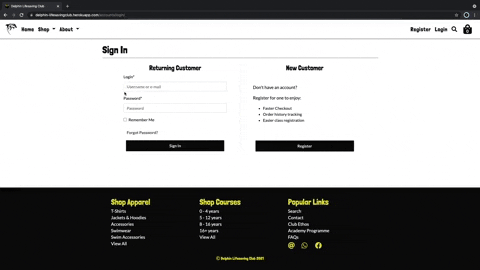 Dolphin Lifesaving Club
dolphin-lifesavingclub.herokuapp.com/accounts/login/
Home Shop About Register Login
Sign In
Returning Customer
Login*
Username or e-mail
Password*
Password
Remember Me
Forgot Password?
Sign In
New Customer
Don't have an account?
Register for one to enjoy:
Faster Checkout
Order history tracking
Easier class registration
Register
Shop Apparel
T-Shirts
Jackets & Hoodies
Accessories
Swimwear
Swim Accessories
View All
Shop Courses
0 - 4 years
5 - 12 years
8 - 16 years
16+ years
View All
Popular Links
Search
Contact
Club Ethos
Academy Programme
FAQs
© Dolphin Lifesaving Club 2021